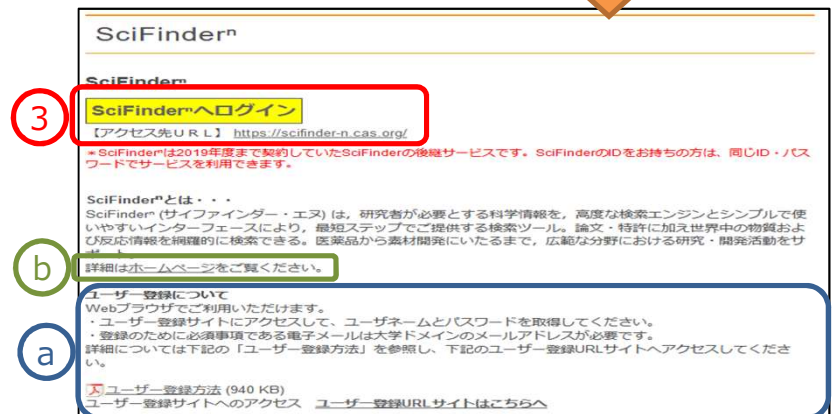 SciFinderⁿ
SciFinderⁿ
SciFinderⁿへログイン
3
【アクセス先ＵＲＬ】 https://scifinder-n.cas.org/
＊SciFinderⁿは2019年度まで契約していたSciFinderの後継サービスです。SciFinderのIDをお持ちの方は、同じID・パス
ワードでサービスを利用できます。
SciFinderⁿとは・・・
SciFinderⁿ (サイファインダー・エヌ) は，研究者が必要とする科学情報を，高度な検索エンジンとシンプルで使
いやすいインターフェースにより，最短ステップでご提供する検索ツール。論文・特許に加え世界中の物質およ
び反応情報を網羅的に検索できる。医薬品から素材開発にいたるまで，広範な分野における研究・開発活動をサ
b
詳細はホームページをご覧ください。
ユーザー登録について
Webブラウザでご利用いただけます。
・ユーザー登録サイトにアクセスして、ユーザネームとパスワードを取得してください。
・登録のために必須事項である電子メールは大学ドメインのメールアドレスが必要です。
a
詳細については下記の「ユーザー登録方法」を参照し、下記のユーザー登録URLサイトへアクセスしてくださ
い。
ユーザー登録方法 (940 KB)
ユーザー登録サイトへのアクセス ユーザー登録URLサイトはこちらへ